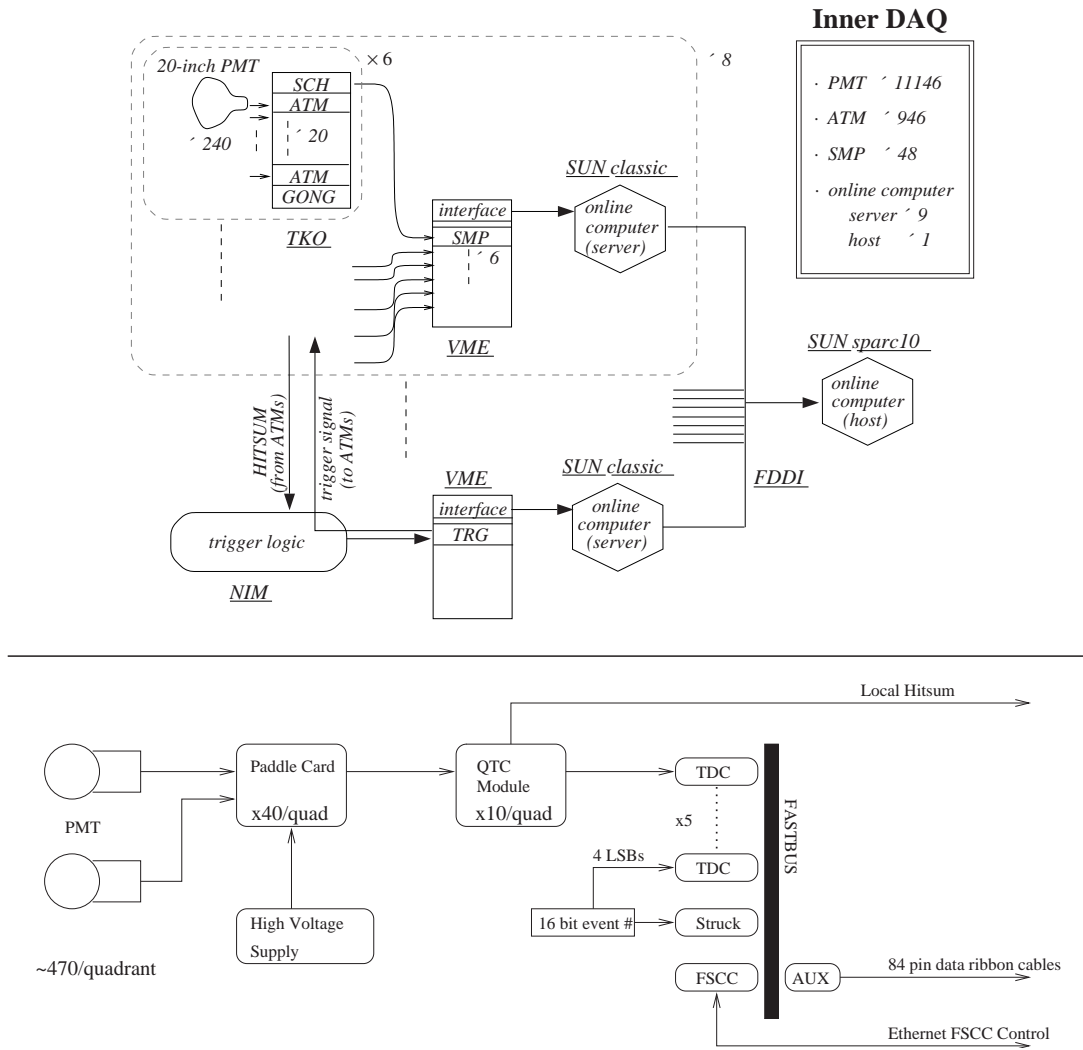 Inner DAQ
20-inch PMT
×6
´ 8
SCH
ATM
´ 240
´ 20
ATM
GONG
TKO
· PMT ´ 11146
· ATM ´ 946
· SMP ´ 48
· online computer
server ´ 9
host ´ 1
SUN classic
interface
SMP
´ 6
VME
online
computer
(server)
SUN sparc10
online
computer
(host)
HITSUM
(from ATMs)
trigger signal
(to ATMs)
VME
SUN classic
FDDI
interface
TRG
online
computer
(server)
trigger logic
NIM
Local Hitsum
Paddle Card
x40/quad
QTC
Module
x10/quad
TDC
PMT
x5
FASTBUS
4 LSBs
TDC
High Voltage
Supply
16 bit event #
Struck
~470/quadrant
FSCC
AUX
84 pin data ribbon cables
Ethernet FSCC Control